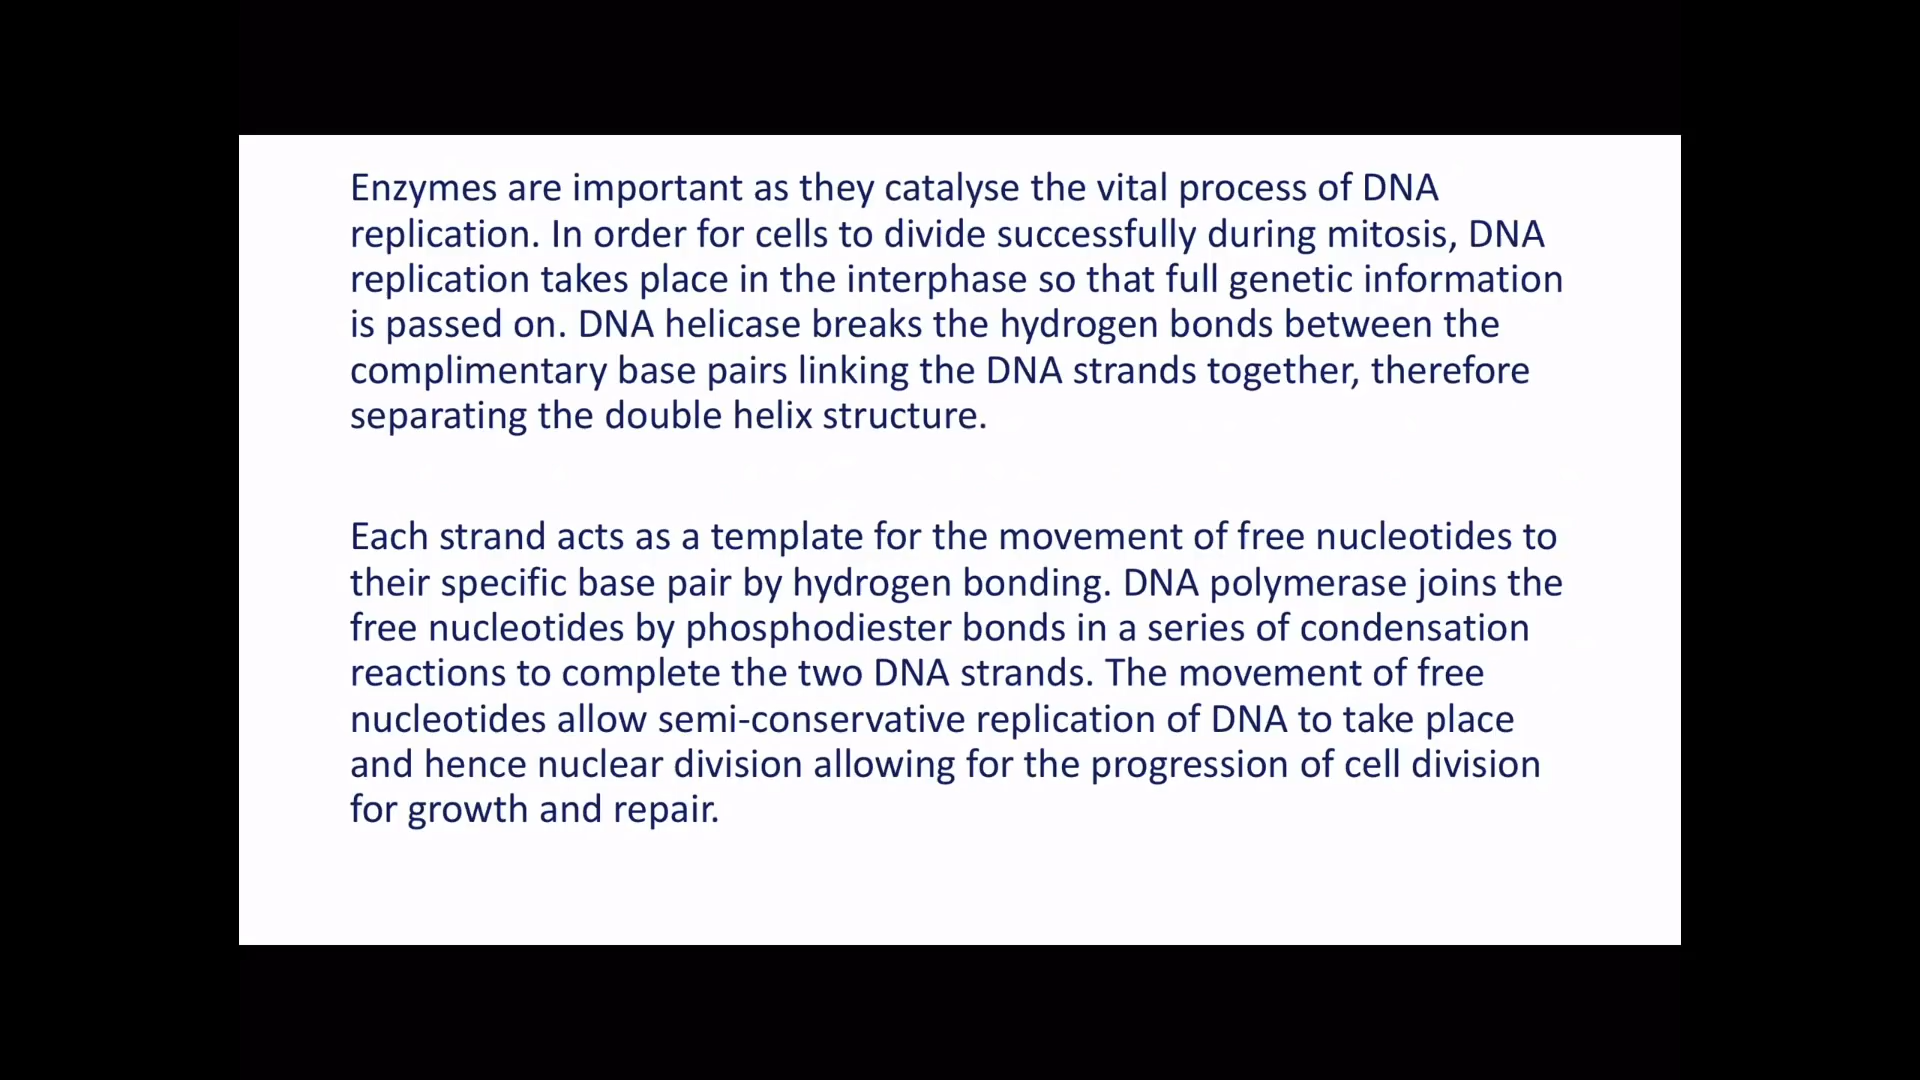 Enzymes are important as they catalyse the vital process of DNA
replication. In order for cells to divide successfully during mitosis, DNA
replication takes place in the interphase so that full genetic information
is passed on. DNA helicase breaks the hydrogen bonds between the
complimentary base pairs linking the DNA strands together, therefore
separating the double helix structure.
Each strand acts as a template for the movement of free nucleotides to
their specific base pair by hydrogen bonding. DNA polymerase joins the
free nucleotides by phosphodiester bonds in a series of condensation
reactions to complete the two DNA strands. The movement of free
nucleotides allow semi-conservative replication of DNA to take place
and hence nuclear division allowing for the progression of cell division
for growth and repair.